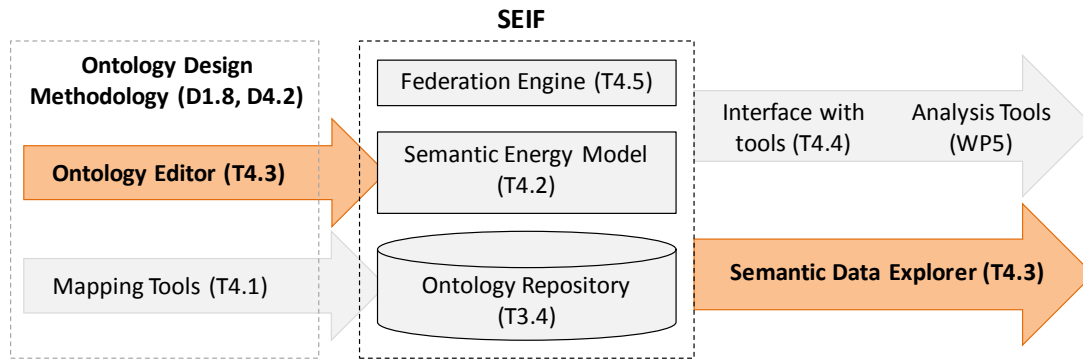 SEIF
Ontology Design
Methodology (D1.8, D4.2)
Ontology Editor (T4.3)
Mapping Tools (T4.1)
Federation Engine (T4.5)
Semantic Energy Model
(T4.2)
Ontology Repository
(T3.4)
Interface with
tools (T4.4)
Analysis Tools
(WP5)
Semantic Data Explorer (T4.3)